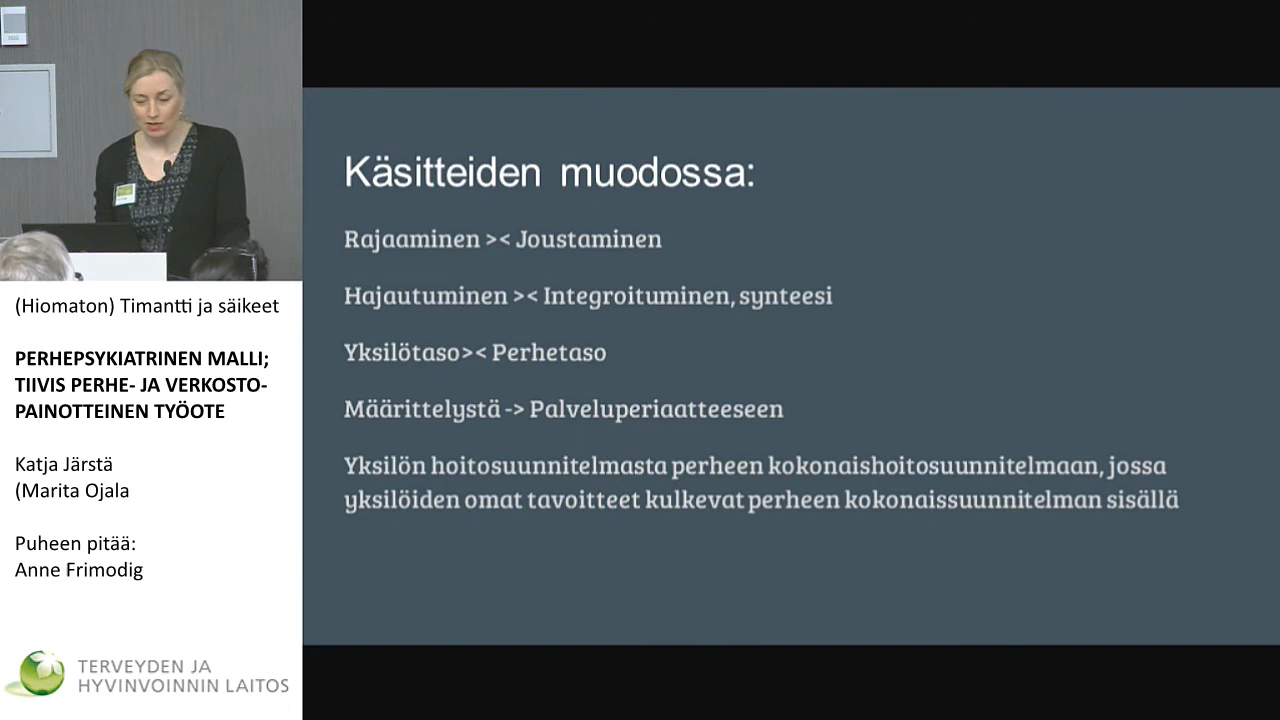 (Hiomaton) Timantti ja säikeet
PERHEPSYKIATRINEN MALLI;
TIIVIS PERHE- JA VERKOSTO-
PAINOTTEINEN TYÖOTE
Katja Järstä
(Marita Ojala
Puheen pitää:
Anne Frimodig
TERVEYDEN JA
HYVINVOINNIN LAITOS
Käsitteiden muodossa:
Rajaaminen >< Joustaminen
Hajautuminen >< Integroituminen, synteesi
Yksilötaso>< Perhetaso
Määrittelystä -> Palveluperiaatteeseen
Yksilön hoitosuunnitelmasta perheen kokonaishoitosuunnitelmaan, jossa
yksilöiden omat tavoitteet kulkevat perheen kokonaissuunnitelman sisällä